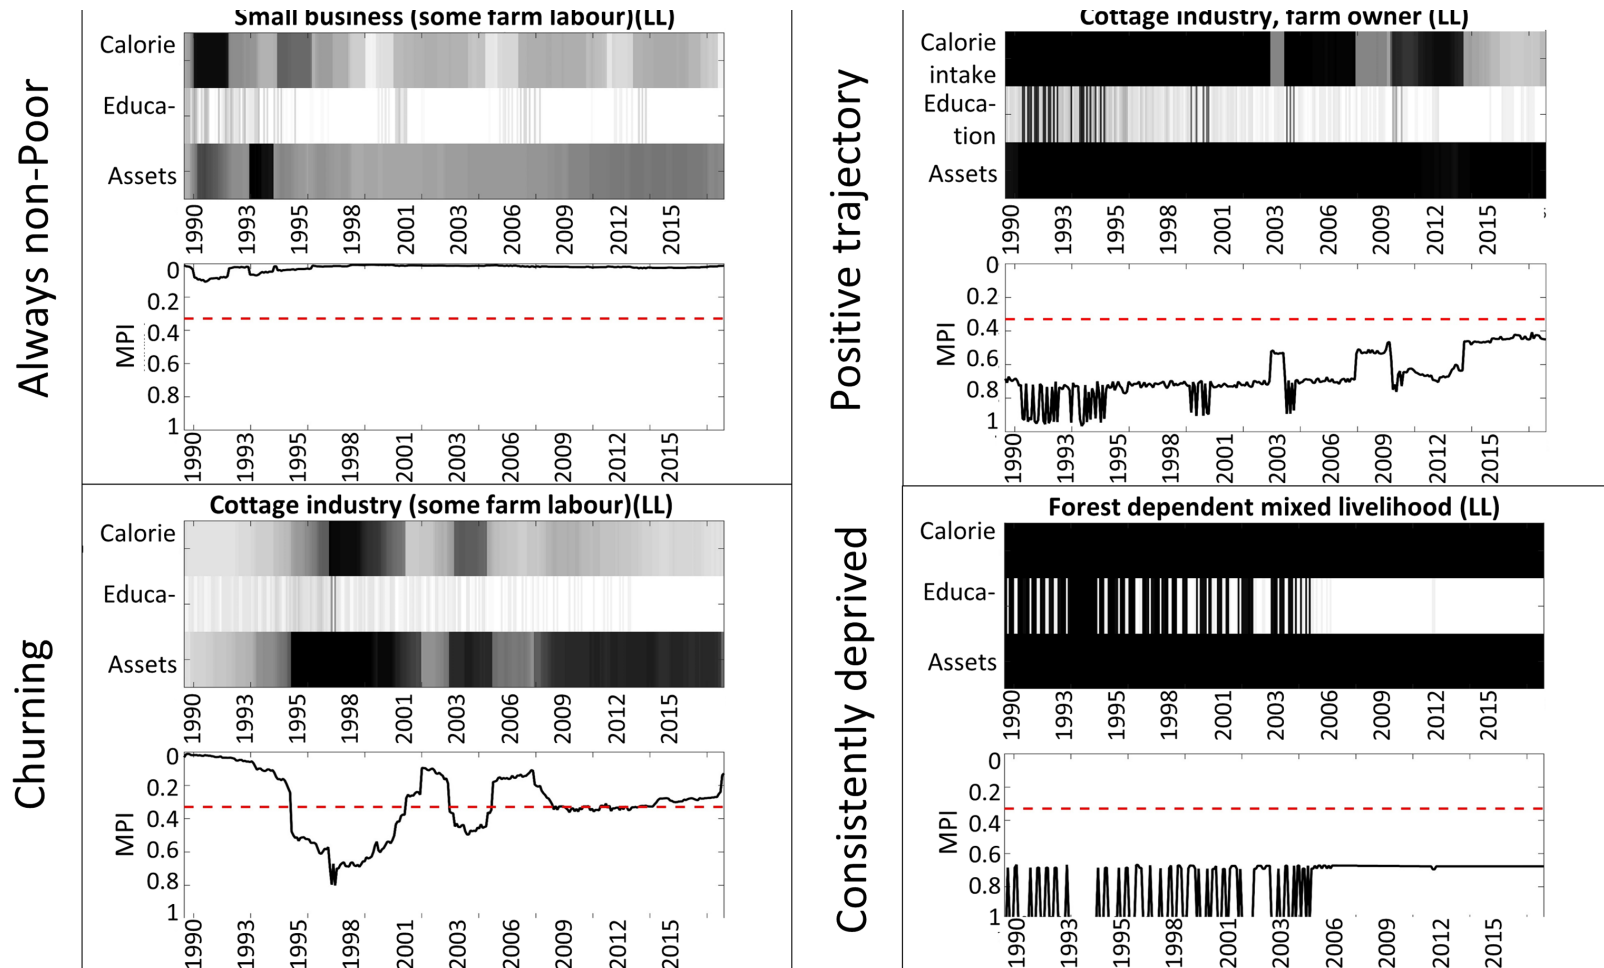 Always non-Poor
Small business (some farm labour)(LL)
Calorie
Educa-
Assets
1990 1993 1995 1998 2001 2003 2006 2009 2012 2015
MPI
0
0.2
0.4
0.6
0.8
1
1990 1993 1995 1998 2001 2003 2006 2009 2012 2015
Positive trajectory
Cottage industry, farm owner (LL)
Calorie
intake
Educa-
tion
Assets
1990 1993 1995 1998 2001 2003 2006 2009 2012 2015
MPI
0
0.2
0.4
0.6
0.8
1
1990 1993 1995 1998 2001 2003 2006 2009 2012 2015
Churning
Cottage industry (some farm labour)(LL)
Calorie
Educa-
Assets
1990 1993 1995 1998 2001 2003 2006 2009 2012 2015
MPI
0
0.2
0.4
0.6
0.8
1
1990 1993 1995 1998 2001 2003 2006 2009 2012 2015
Consistently deprived
Forest dependent mixed livelihood (LL)
Calorie
Educa-
Assets
1990 1993 1995 1998 2001 2003 2006 2009 2012 2015
MPI
0
0.2
0.4
0.6
0.8
1
1990 1993 1995 1998 2001 2003 2006 2009 2012 2015